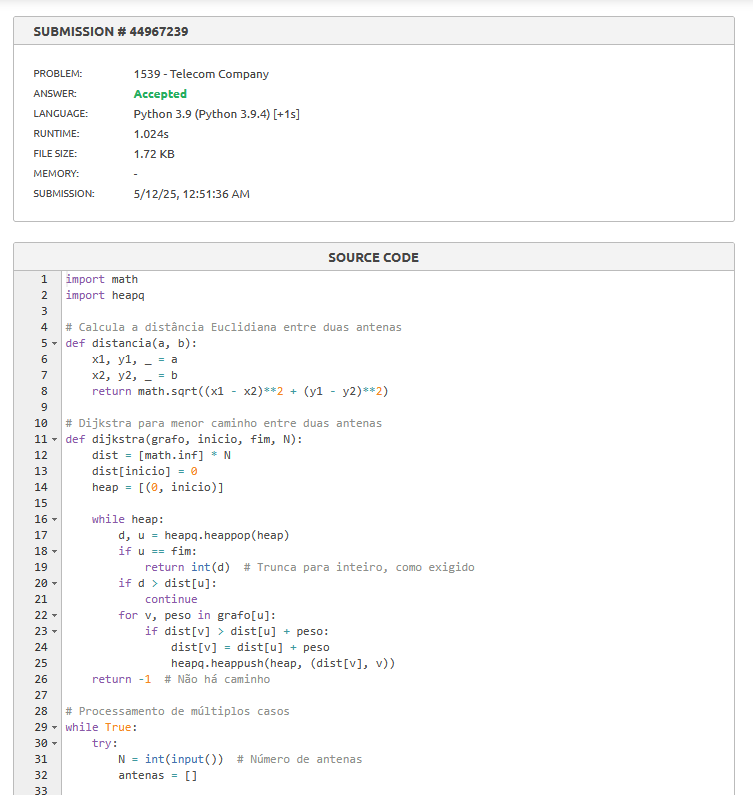 SUBMISSION # 44967239
PROBLEM: 1539 - Telecom Company
ANSWER: Accepted
LANGUAGE: Python 3.9 (Python 3.9.4) [+1s]
RUNTIME: 1.024s
FILE SIZE: 1.72 KB
MEMORY: -
SUBMISSION: 5/12/25, 12:51:36 AM
SOURCE CODE
1 import math
2 import heapq
3
4 # Calcula a distância Euclidiana entre duas antenas
5 def distancia(a, b):
6     x1, y1, _ = a
7     x2, y2, _ = b
8     return math.sqrt((x1 - x2)**2 + (y1 - y2)**2)
9
10 # Dijkstra para menor caminho entre duas antenas
11 def dijkstra(grafo, inicio, fim, N):
12     dist = [math.inf] * N
13     dist[inicio] = 0
14     heap = [(0, inicio)]
15
16     while heap:
17         d, u = heapq.heappop(heap)
18         if u == fim:
19             return int(d)  # Trunca para inteiro, como exigido
20         if d > dist[u]:
21             continue
22         for v, peso in grafo[u]:
23             if dist[v] > dist[u] + peso:
24                 dist[v] = dist[u] + peso
25                 heapq.heappush(heap, (dist[v], v))
26     return -1  # Não há caminho
27
28 # Processamento de múltiplos casos
29 while True:
30     try:
31         N = int(input())  # Número de antenas
32         antenas = []
33